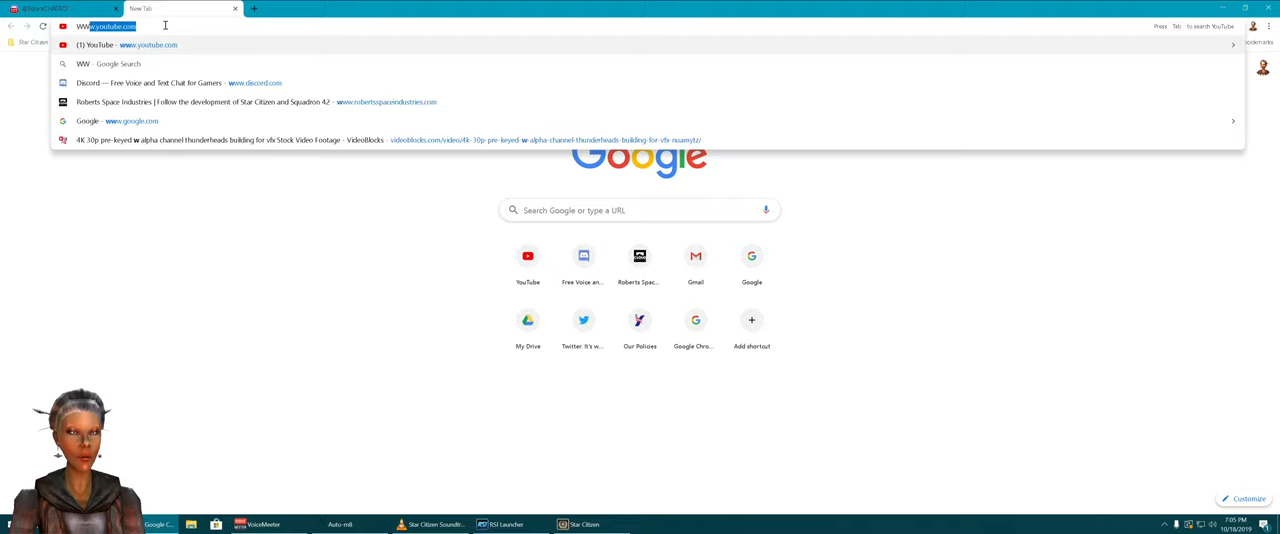 @SolareCHATBOT
New Tab
WWw.youtube.com
Press Tab to search YouTube
Star Citizen
(1) YouTube - www.youtube.com
WW - Google Search
Discord — Free Voice and Text Chat for Gamers - www.discord.com
Roberts Space Industries | Follow the development of Star Citizen and Squadron 42 - www.robertsspaceindustries.com
Google - www.google.com
4K 30p pre-keyed w alpha channel thunderheads building for vfx Stock Video Footage - VideoBlocks - videoblocks.com/video/4k-30p-pre-keyed-w-alpha-channel-thunderheads-building-for-vfx-nuamytz/
Google
Search Google or type a URL
YouTube
Free Voice an...
Roberts Spac...
Gmail
Google
My Drive
Twitter. It's w...
Our Policies
Google Chro...
Add shortcut
Customize
Google C...
VoiceMeeter
Auto-m8
Star Citizen Soundtr...
RSI Launcher
Star Citizen
7:05 PM
10/18/2019